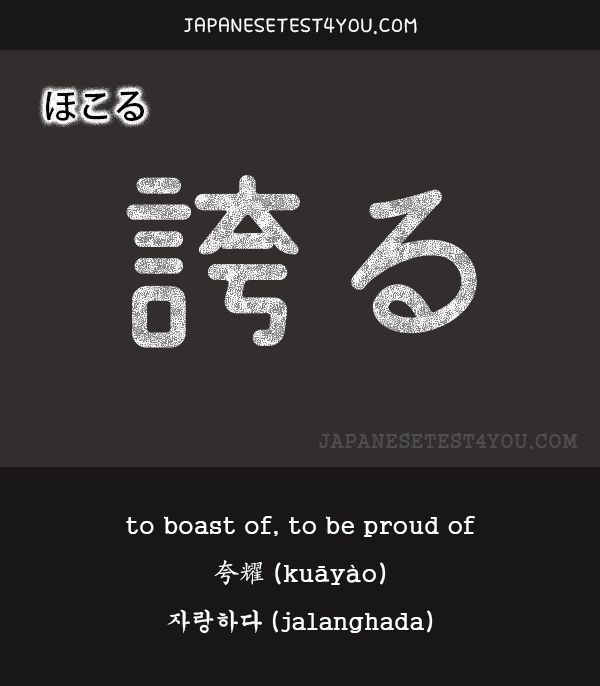 JAPANESETEST4YOU.COM
ほこる
誇る
JAPANESETEST4YOU.COM
to boast of, to be proud of
夸耀 (kuāyào)
자랑하다 (jalanghada)